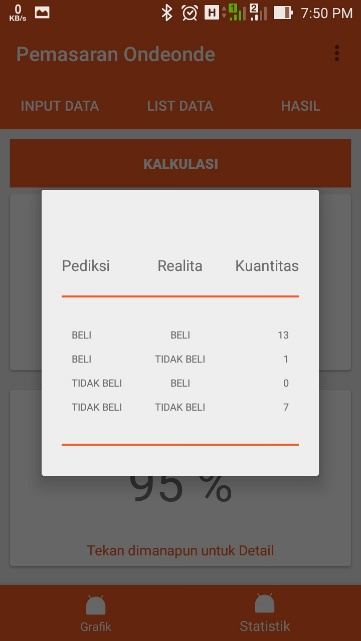 0
KB/s
H
1
2
7:50 PM
Pemasaran Ondeonde
INPUT DATA LIST DATA HASIL
KALKULASI
Pediksi Realita Kuantitas
BELI BELI 13
BELI TIDAK BELI 1
TIDAK BELI BELI 0
TIDAK BELI TIDAK BELI 7
95 %
Tekan dimanapun untuk Detail
Grafik Statistik